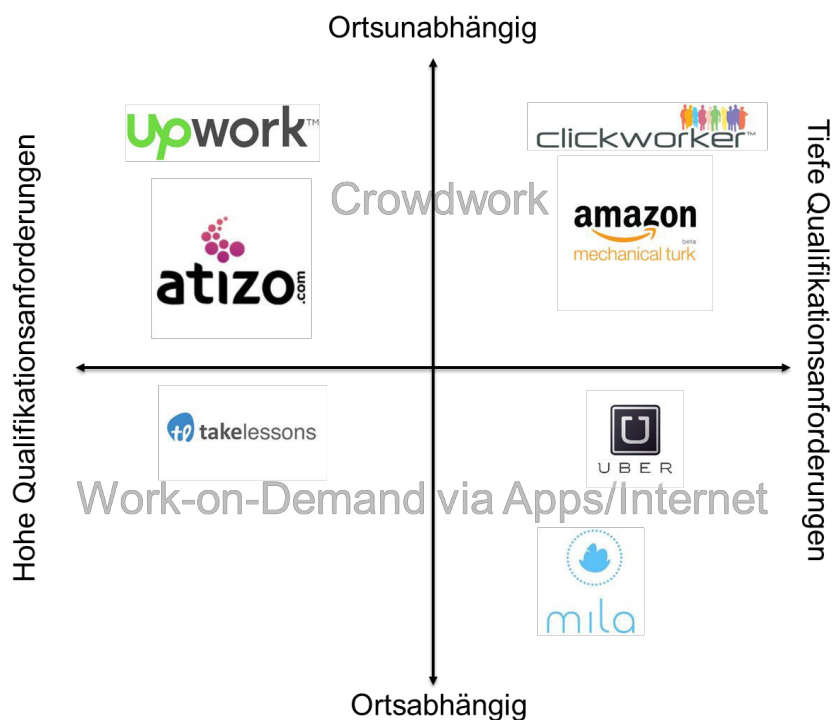 Ortsunabhängig
upwork™
clickworker™
Hohe Qualifikationsanforderungen
Tiefe Qualifikationsanforderungen
Crowdwork
atizo.com
amazon
beta
mechanical turk
tl takelessons
U
UBER
Work-on-Demand via Apps/Internet
mila
Ortsabhängig